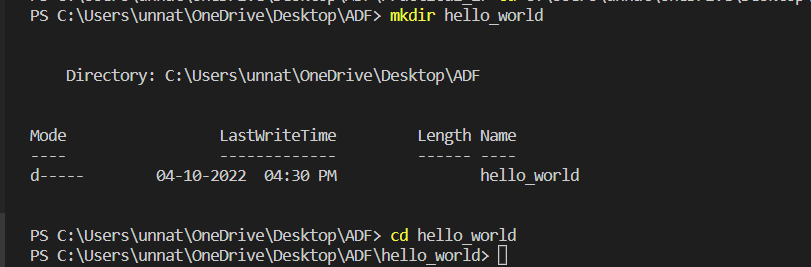 PS C:\Users\unnat\OneDrive\Desktop\ADF> mkdir hello_world
Directory: C:\Users\unnat\OneDrive\Desktop\ADF
Mode LastWriteTime Length Name
---- ------------- ------ ----
d----- 04-10-2022 04:30 PM hello_world
PS C:\Users\unnat\OneDrive\Desktop\ADF> cd hello_world
PS C:\Users\unnat\OneDrive\Desktop\ADF\hello_world>